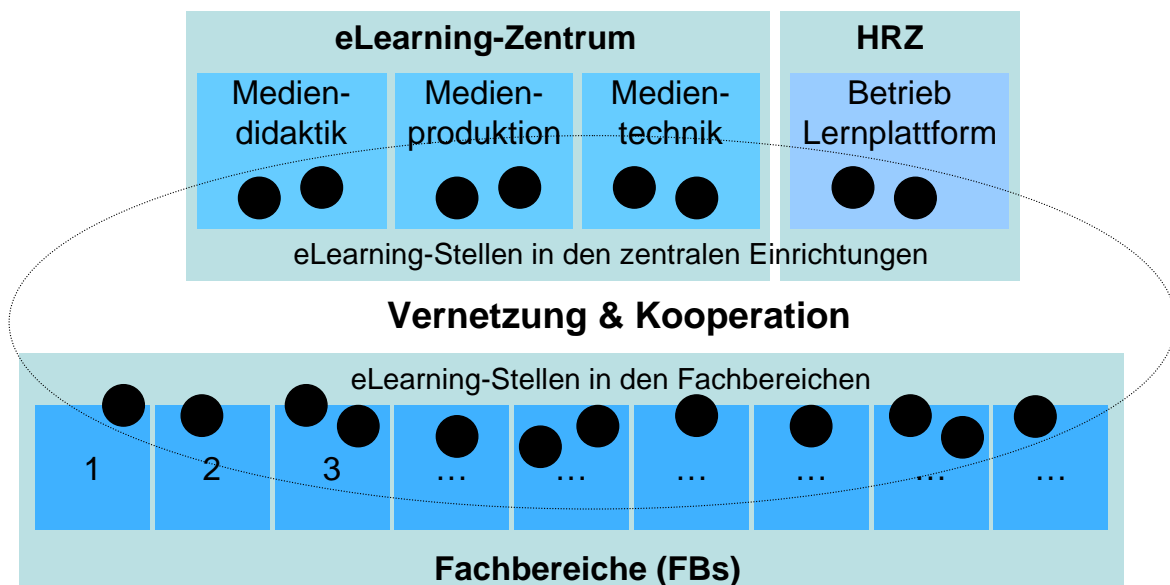 eLearning-Zentrum
HRZ
Medien-
didaktik
Medien-
produktion
Medien-
technik
Betrieb
Lernplattform
eLearning-Stellen in den zentralen Einrichtungen
Vernetzung & Kooperation
eLearning-Stellen in den Fachbereichen
1 2 3 ... ... ... ... ... ...
Fachbereiche (FBs)